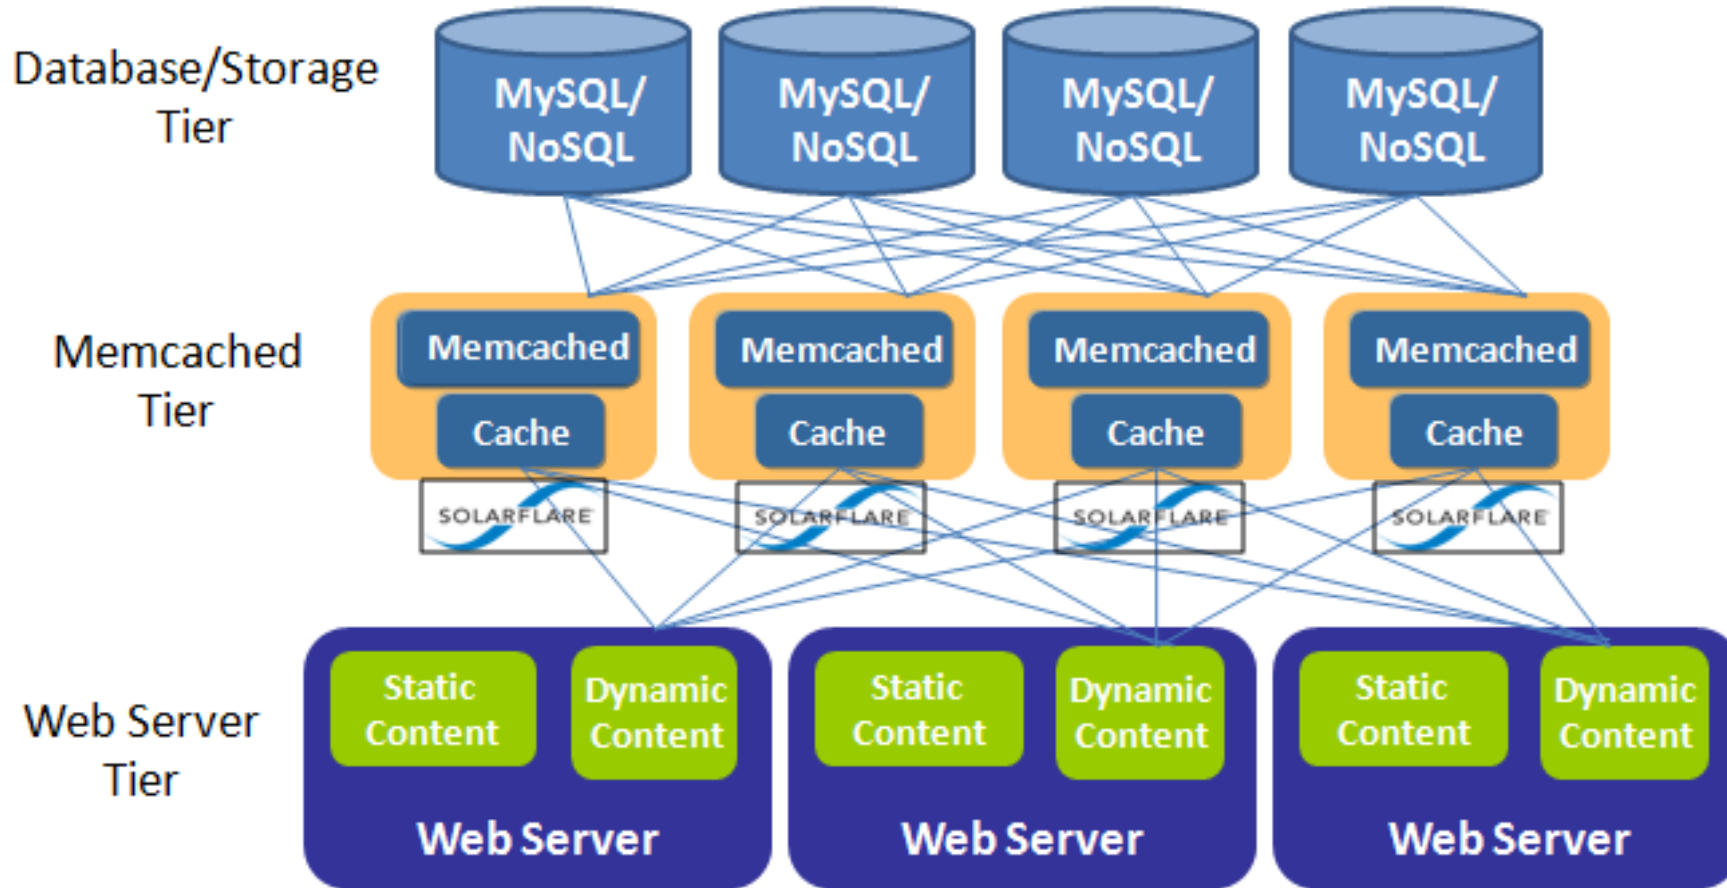 Database/Storage
Tier
MySQL/
NoSQL
MySQL/
NoSQL
MySQL/
NoSQL
MySQL/
NoSQL
Memcached
Tier
Memcached
Cache
SOLARFLARE
Memcached
Cache
SOLARFLARE
Memcached
Cache
SOLARFLARE
Memcached
Cache
SOLARFLARE
Web Server
Tier
Static
Content
Dynamic
Content
Web Server
Static
Content
Dynamic
Content
Web Server
Static
Content
Dynamic
Content
Web Server